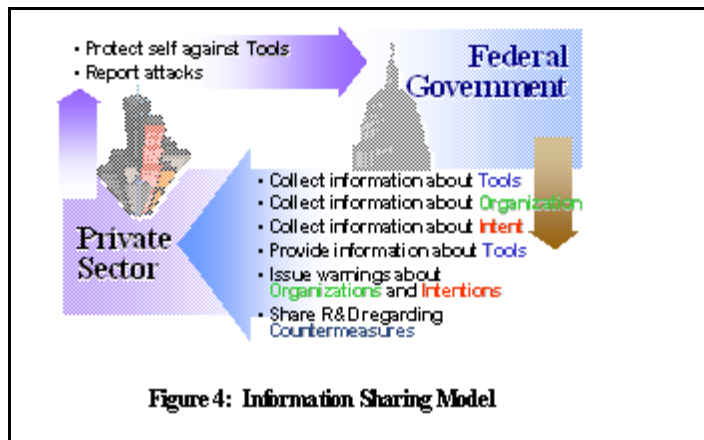 • Protect self against Tools
• Report attacks
Federal
Government
• Collect information about Tools
• Collect information about Organization
• Collect information about Intent
• Provide information about Tools
• Issue warnings about
Organizations and Intentions
• Share R&D regarding
Countermeasures
Private
Sector
Figure 4: Information Sharing Model